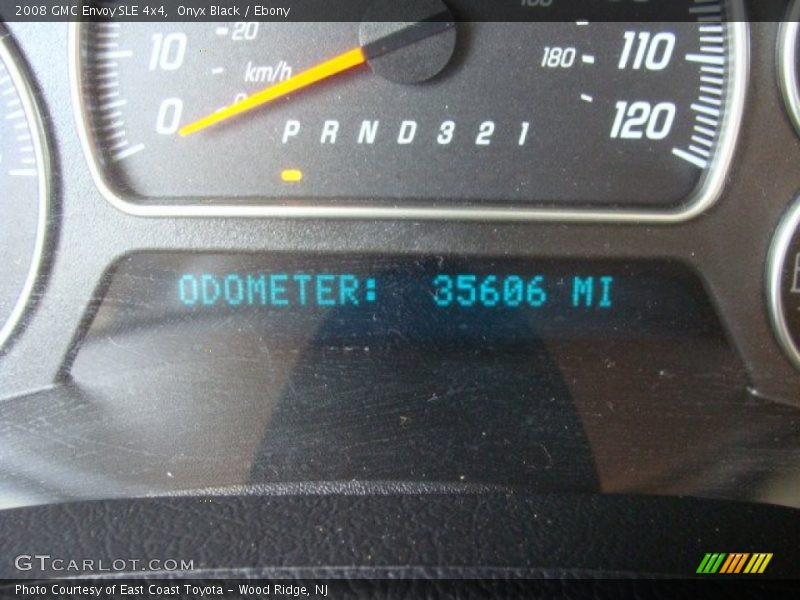 2008 GMC Envoy SLE 4x4, Onyx Black / Ebony
10
20
km/h
0
0
180
110
120
P R N D 3 2 1
ODOMETER: 35606 MI
GTCARLOT.COM
Photo Courtesy of East Coast Toyota - Wood Ridge, NJ